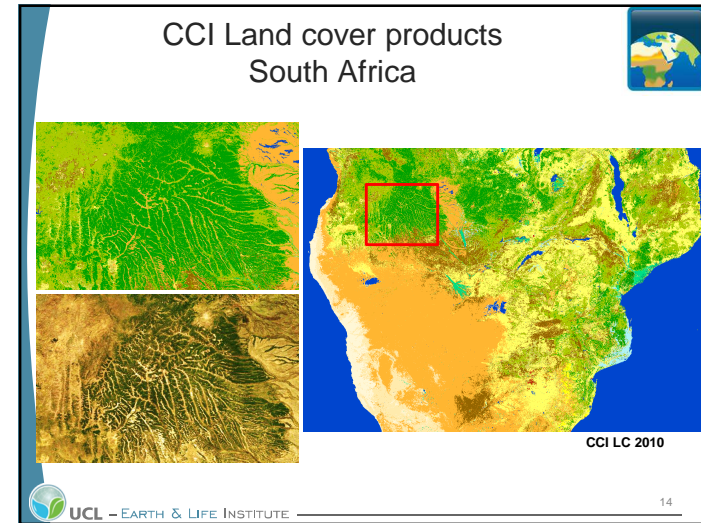 CCI Land cover products
South Africa
CCI LC 2010
UCL – EARTH & LIFE INSTITUTE
14